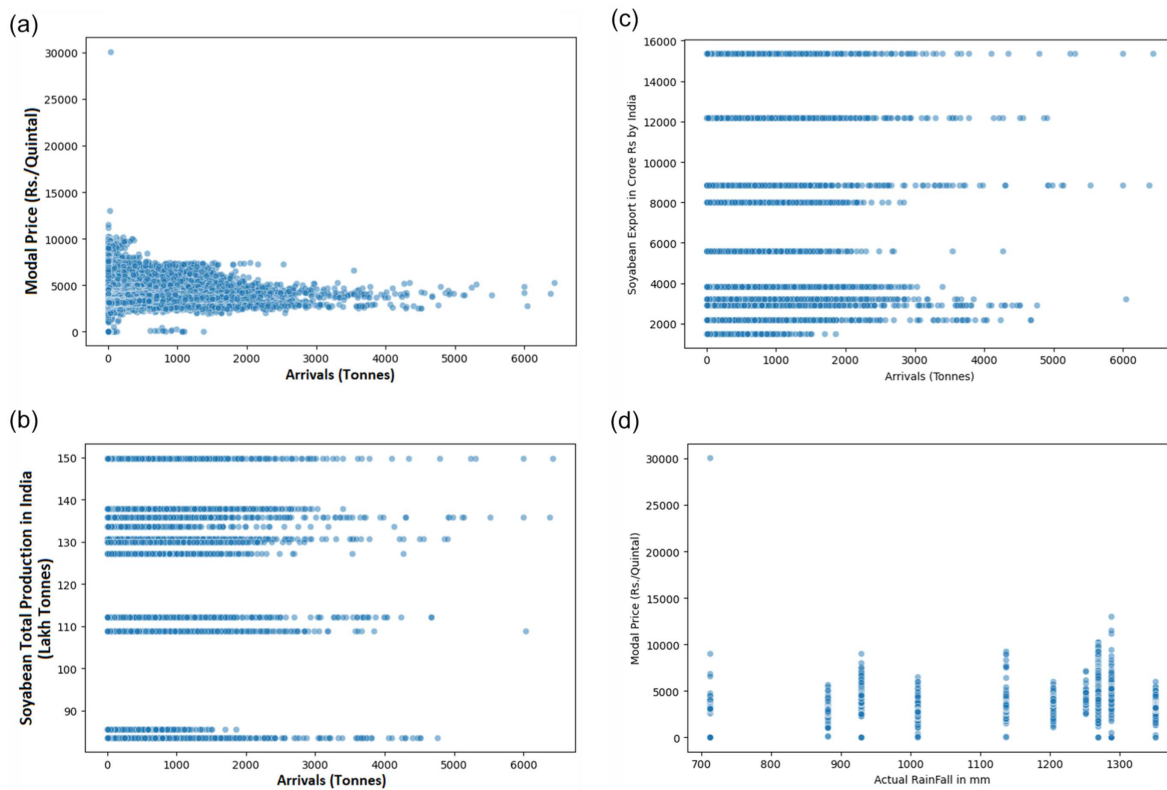 (a)
Modal Price (Rs./Quintal)
30000
25000
20000
15000
10000
5000
0
0 1000 2000 3000 4000 5000 6000
Arrivals (Tonnes)
(b)
Soyabean Total Production in India
(Lakh Tonnes)
150
140
130
120
110
100
90
0 1000 2000 3000 4000 5000 6000
Arrivals (Tonnes)
(c)
Soyabean Export in Crore Rs by India
16000
14000
12000
10000
8000
6000
4000
2000
0 1000 2000 3000 4000 5000 6000
Arrivals (Tonnes)
(d)
Modal Price (Rs./Quintal)
30000
25000
20000
15000
10000
5000
0
700 800 900 1000 1100 1200 1300
Actual RainFall in mm